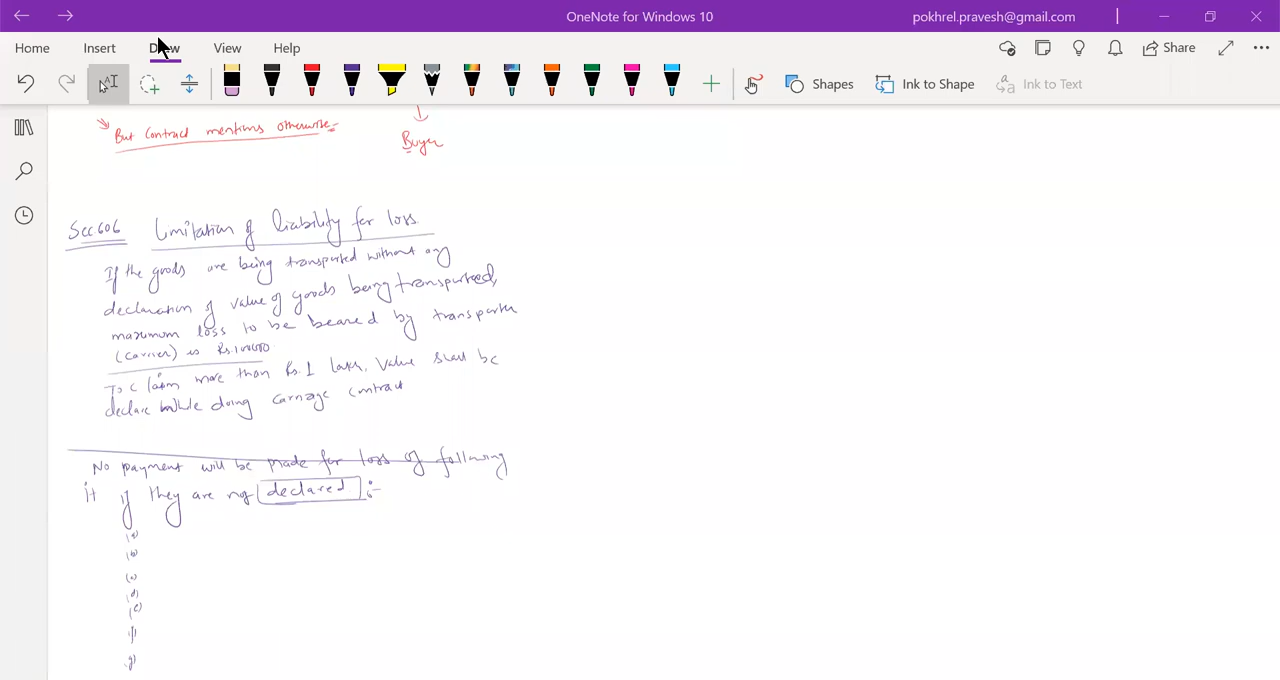 OneNote for Windows 10
pokhrel.pravesh@gmail.com
Home Insert Draw View Help
Share
Shapes Ink to Shape Ink to Text
But Contract mentions otherwise
Buyer
Sec 606 Limitation of liability for loss
If the goods are being transported without any
declaration of value of goods being transported,
maximum loss to be beared by transporter
(carrier) is
To claim more than Rs. 1 lakh, Value shall be
declare while doing carriage contract
No payment will be made for loss of following
it if they are not declared :-
(a)
(b)
(c)
(d)
(e)
(f)
(g)